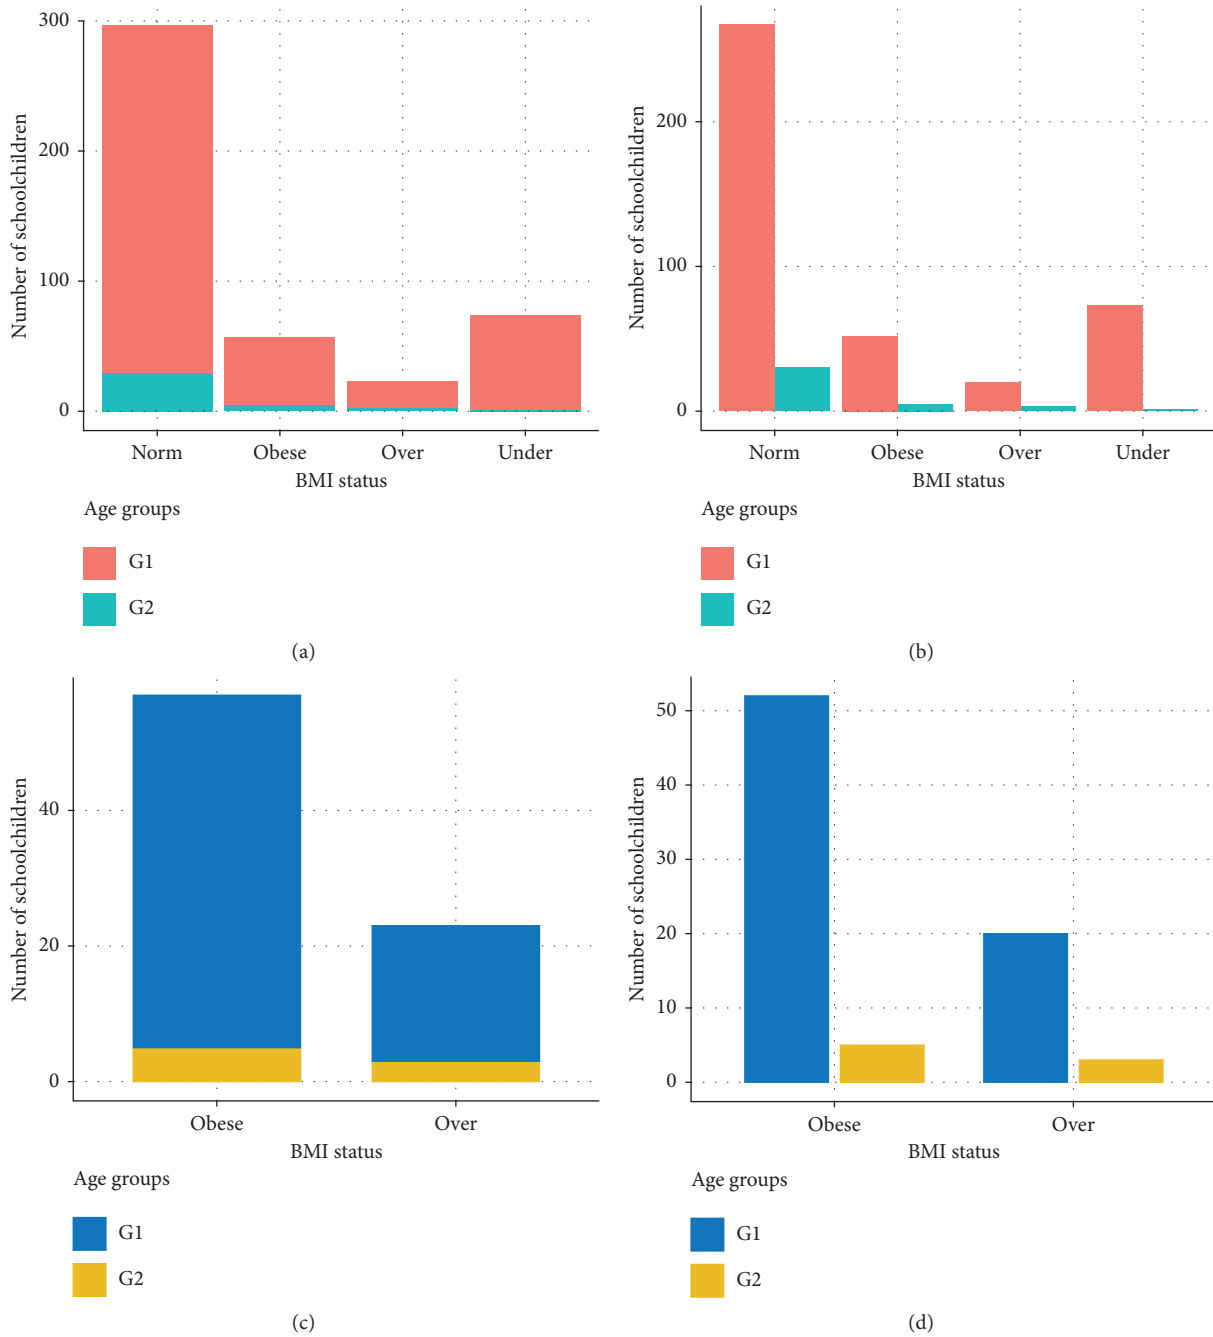 Number of schoolchildren
300
200
100
0
Norm Obese Over Under
BMI status
Age groups
G1
G2
(a)
Number of schoolchildren
200
100
0
Norm Obese Over Under
BMI status
Age groups
G1
G2
(b)
Number of schoolchildren
40
20
0
Obese Over
BMI status
Age groups
G1
G2
(c)
Number of schoolchildren
50
40
30
20
10
0
Obese Over
BMI status
Age groups
G1
G2
(d)